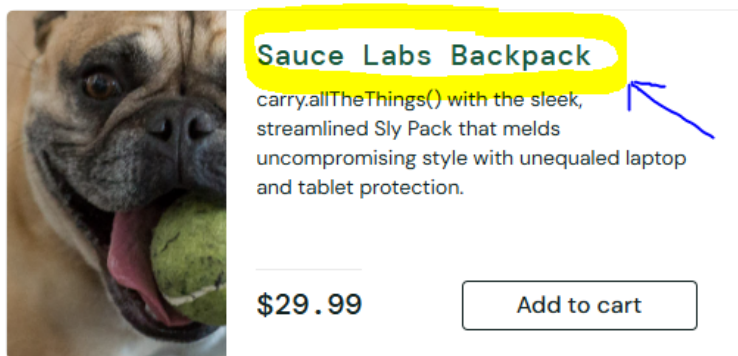 Sauce Labs Backpack
carry.allTheThings() with the sleek,
streamlined Sly Pack that melds
uncompromising style with unequaled laptop
and tablet protection.
$29.99
Add to cart